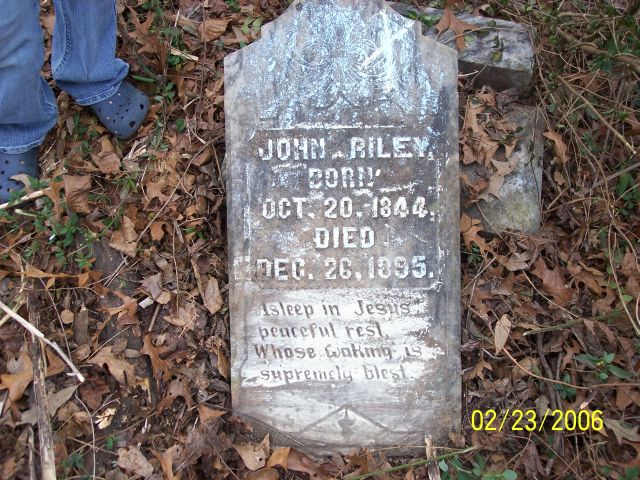 JOHN RILEY.
BORN
OCT. 20. 1844.
DIED
DEC. 26. 1895.
Asleep in Jesus
peaceful rest
Whose waking is
supremely blest
02/23/2006